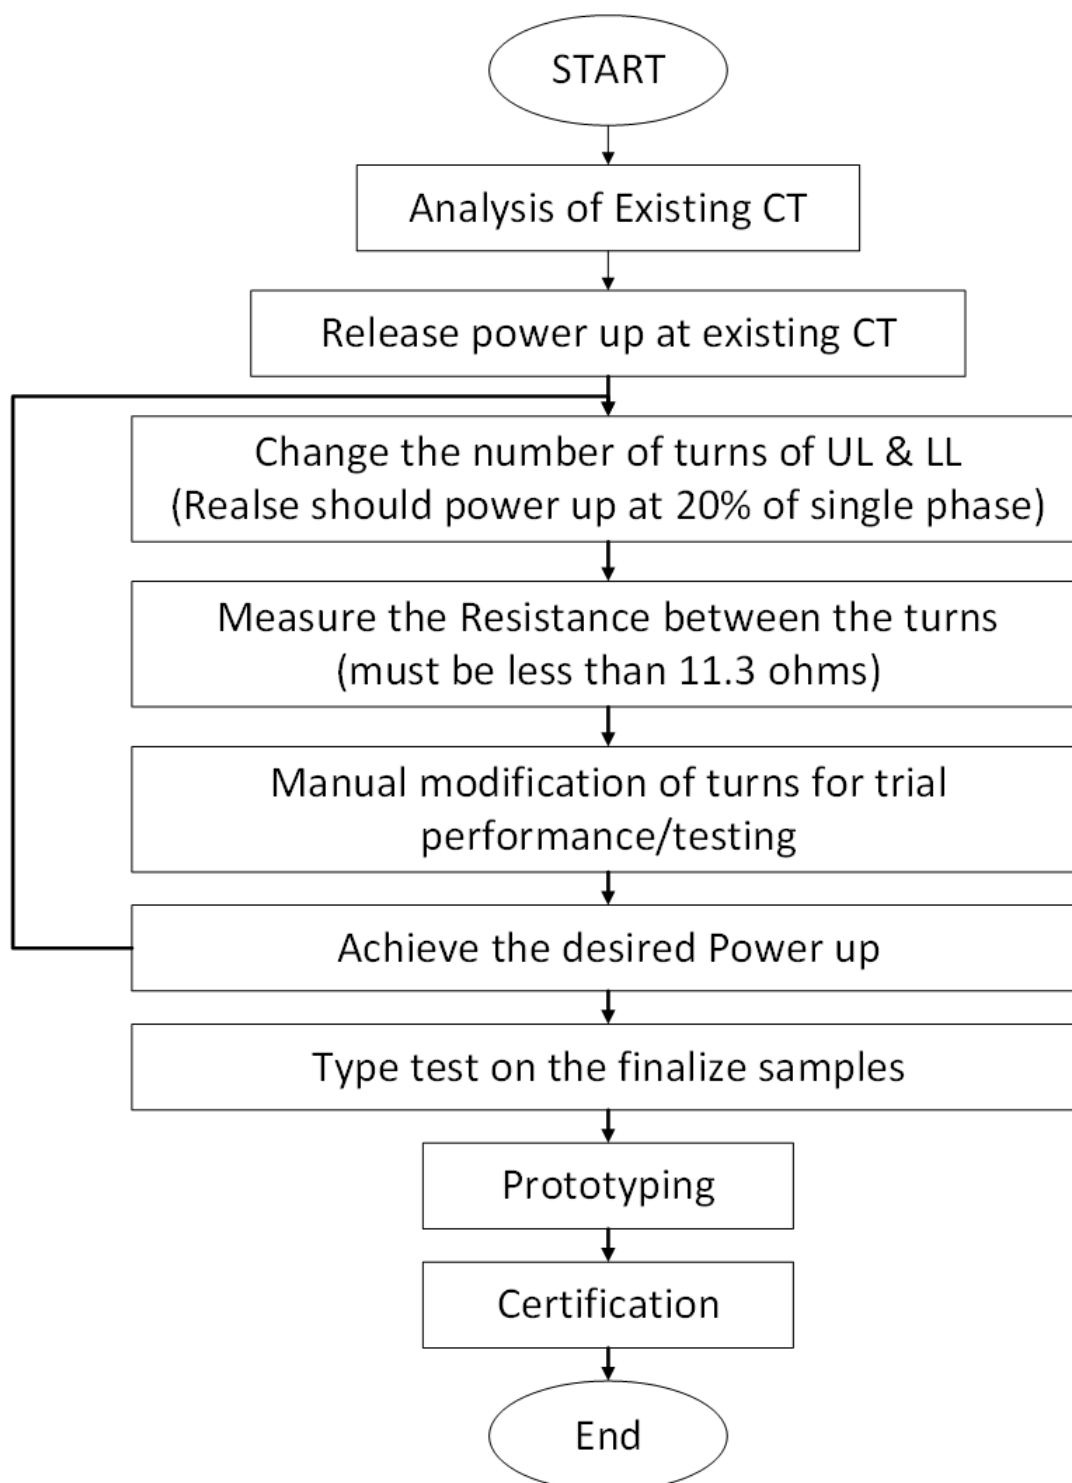 START
Analysis of Existing CT
Release power up at existing CT
Change the number of turns of UL & LL
(Realse should power up at 20% of single phase)
Measure the Resistance between the turns
(must be less than 11.3 ohms)
Manual modification of turns for trial
performance/testing
Achieve the desired Power up
Type test on the finalize samples
Prototyping
Certification
End